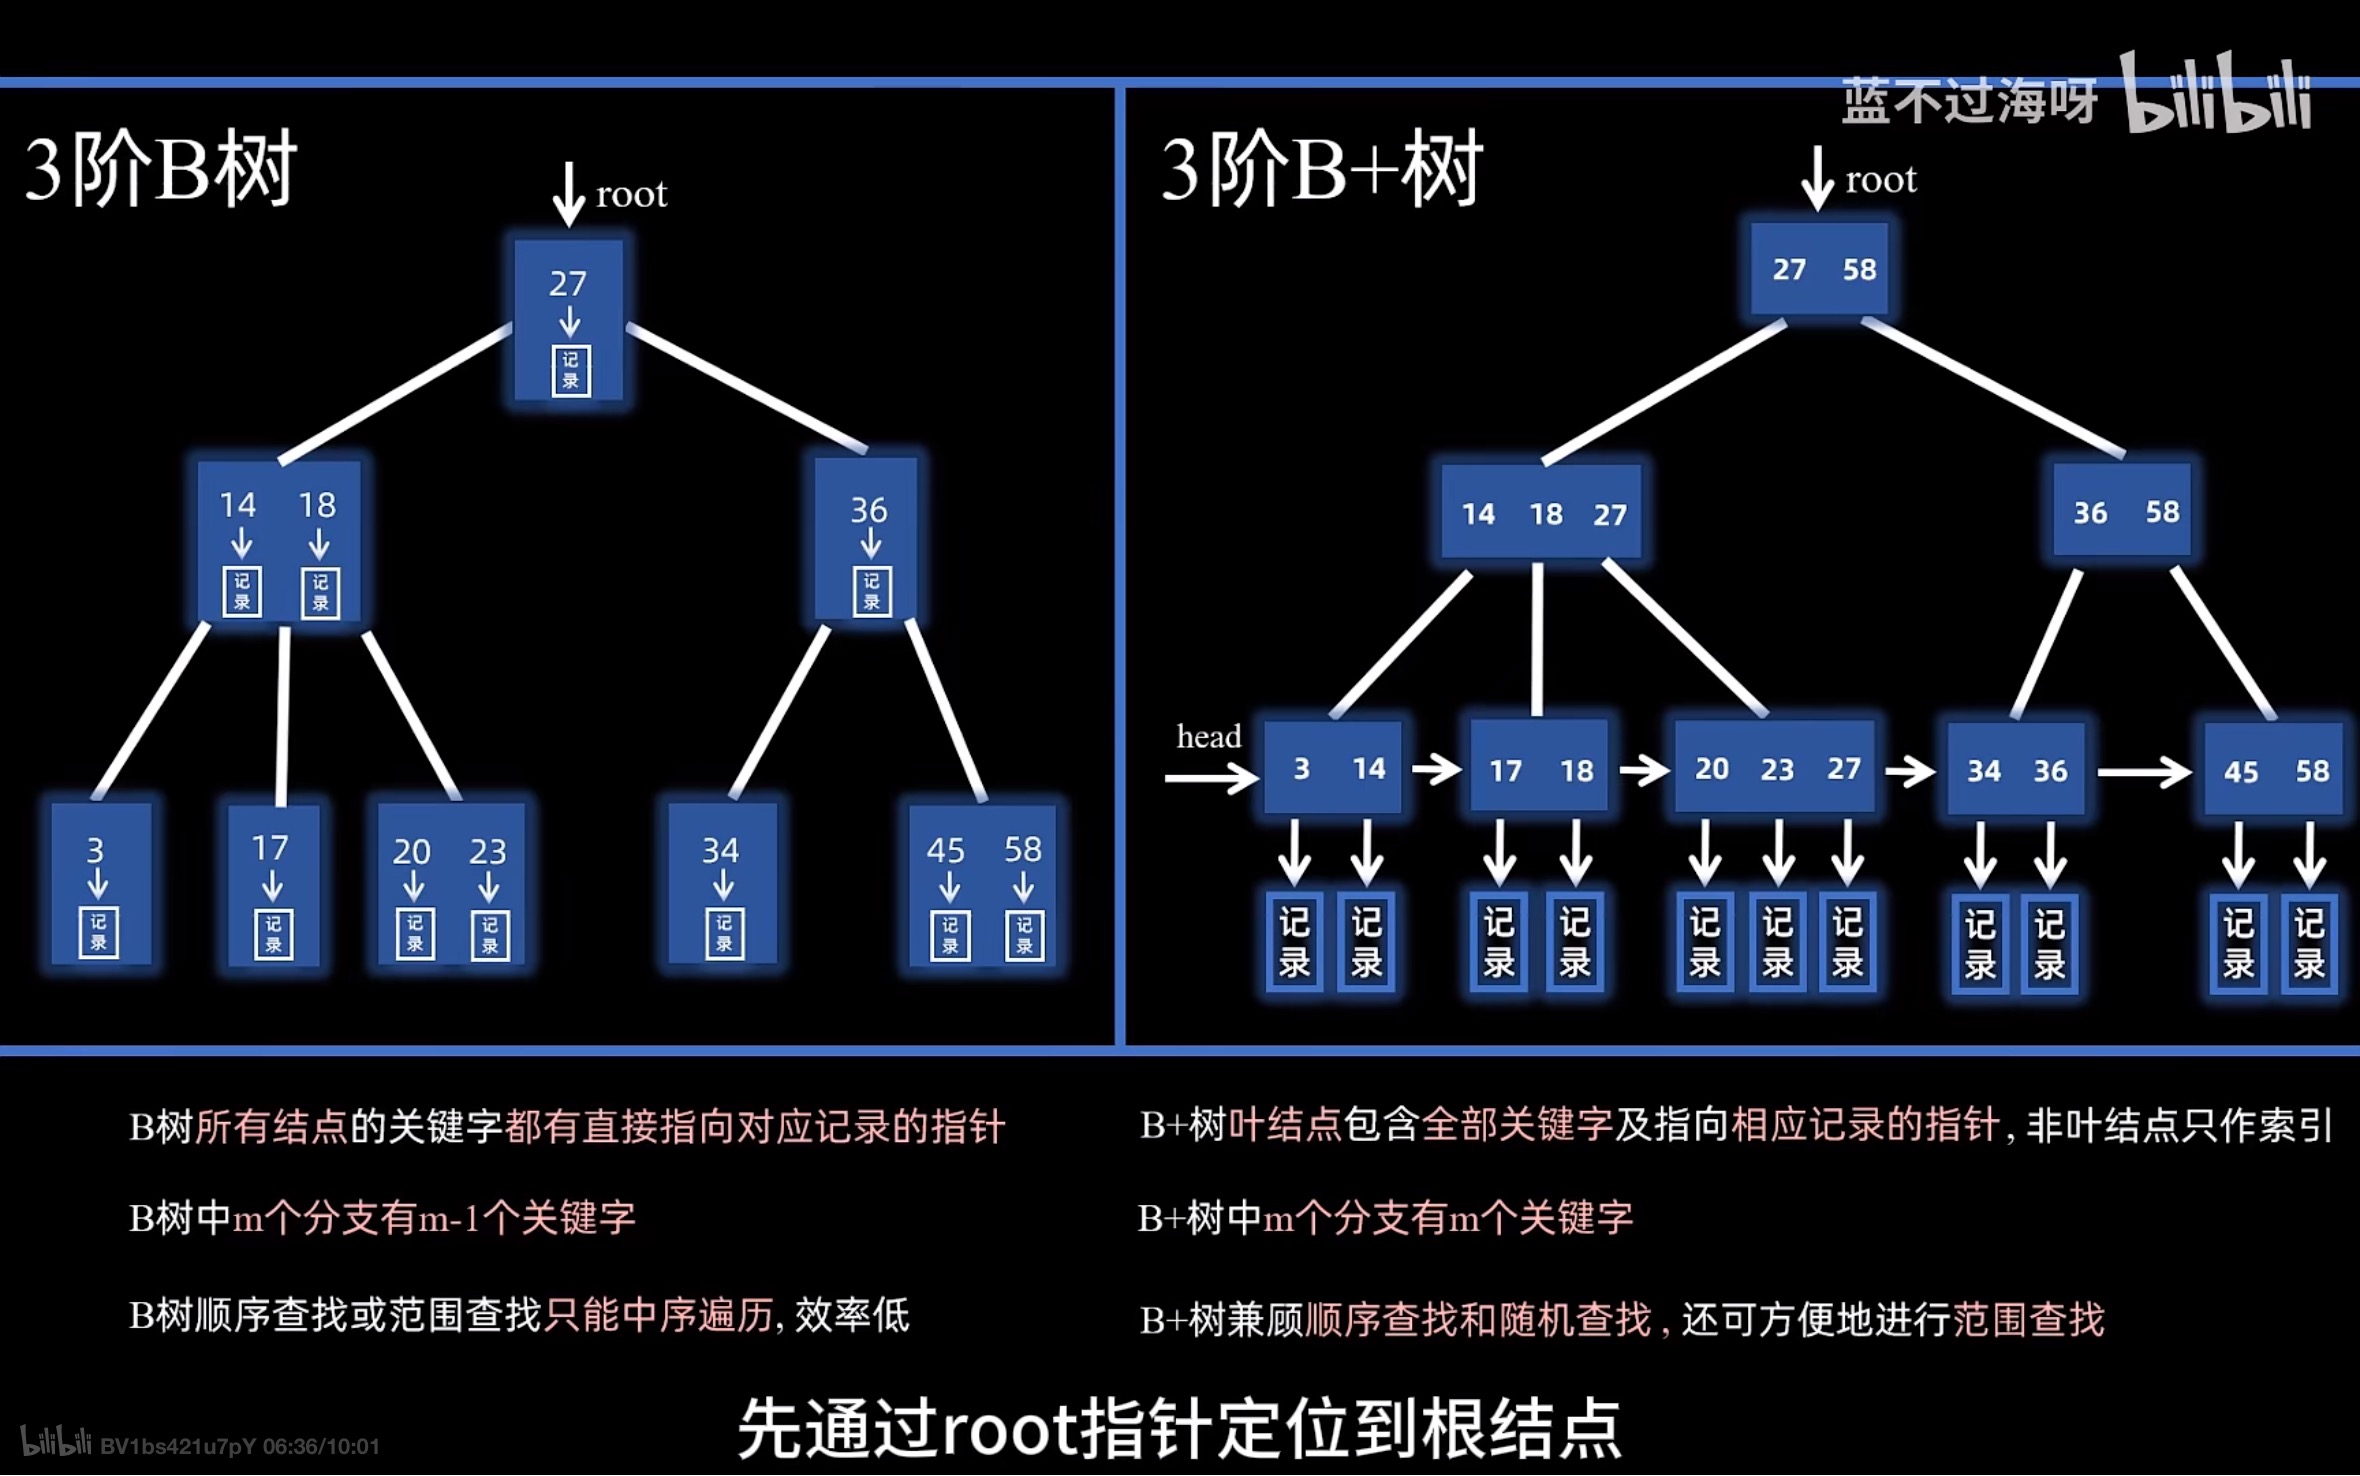 蓝不过海呀 bilibili
3阶B树
root
27
记录
14 18
记录 记录
36
记录
3 17 20 23 34 45 58
记录 记录 记录 记录 记录 记录 记录
3阶B+树
root
27 58
14 18 27
36 58
head
3 14 17 18 20 23 27 34 36 45 58
记录 记录 记录 记录 记录 记录 记录 记录 记录 记录 记录
B树所有结点的关键字都有直接指向对应记录的指针
B树中m个分支有m-1个关键字
B树顺序查找或范围查找只能中序遍历, 效率低
B+树叶结点包含全部关键字及指向相应记录的指针, 非叶结点只作索引
B+树中m个分支有m个关键字
B+树兼顾顺序查找和随机查找, 还可方便地进行范围查找
先通过root指针定位到根结点
bilibili BV1bs421u7pY 06:36/10:01